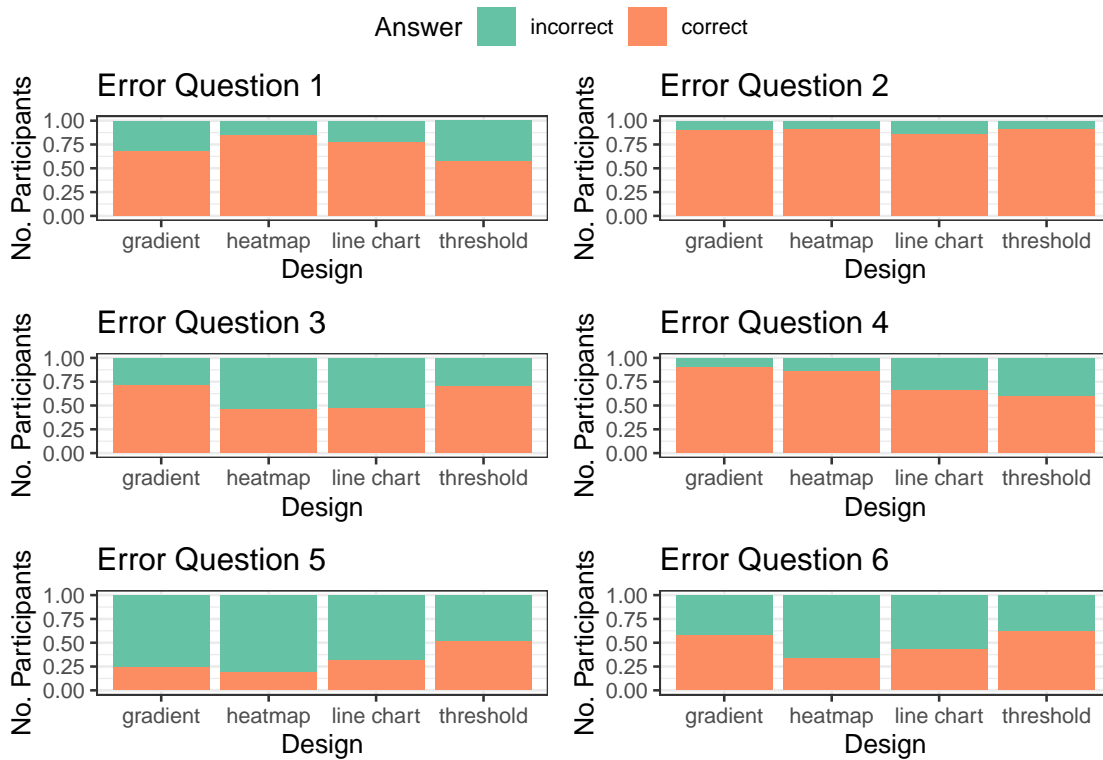 Answer incorrect correct
Error Question 1
No. Participants
1.00
0.75
0.50
0.25
0.00
gradient heatmap line chart threshold
Design
Error Question 2
No. Participants
1.00
0.75
0.50
0.25
0.00
gradient heatmap line chart threshold
Design
Error Question 3
No. Participants
1.00
0.75
0.50
0.25
0.00
gradient heatmap line chart threshold
Design
Error Question 4
No. Participants
1.00
0.75
0.50
0.25
0.00
gradient heatmap line chart threshold
Design
Error Question 5
No. Participants
1.00
0.75
0.50
0.25
0.00
gradient heatmap line chart threshold
Design
Error Question 6
No. Participants
1.00
0.75
0.50
0.25
0.00
gradient heatmap line chart threshold
Design